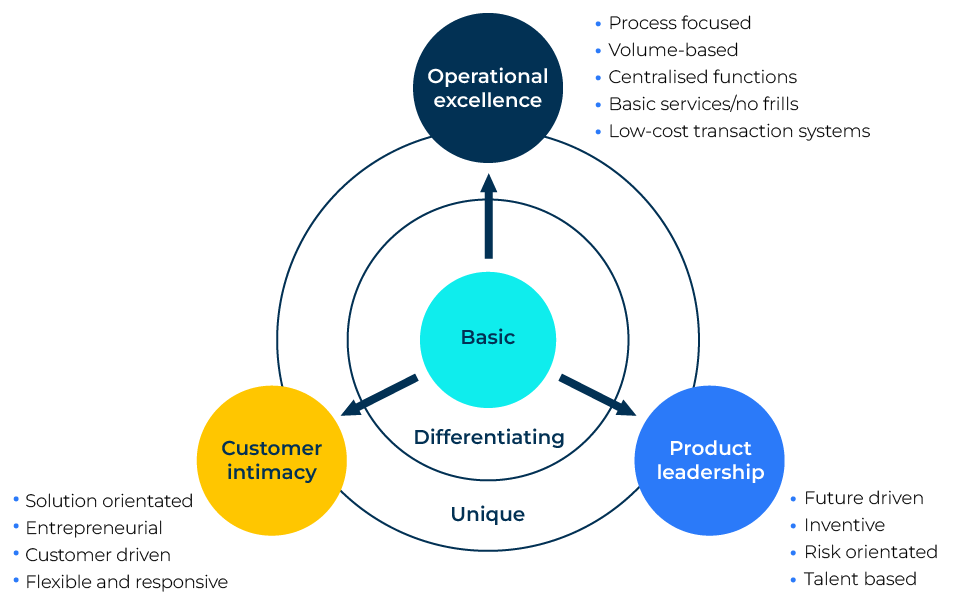 Operational
excellence
• Process focused
• Volume-based
• Centralised functions
• Basic services/no frills
• Low-cost transaction systems
Basic
Differentiating
Unique
Customer
intimacy
• Solution orientated
• Entrepreneurial
• Customer driven
• Flexible and responsive
Product
leadership
• Future driven
• Inventive
• Risk orientated
• Talent based